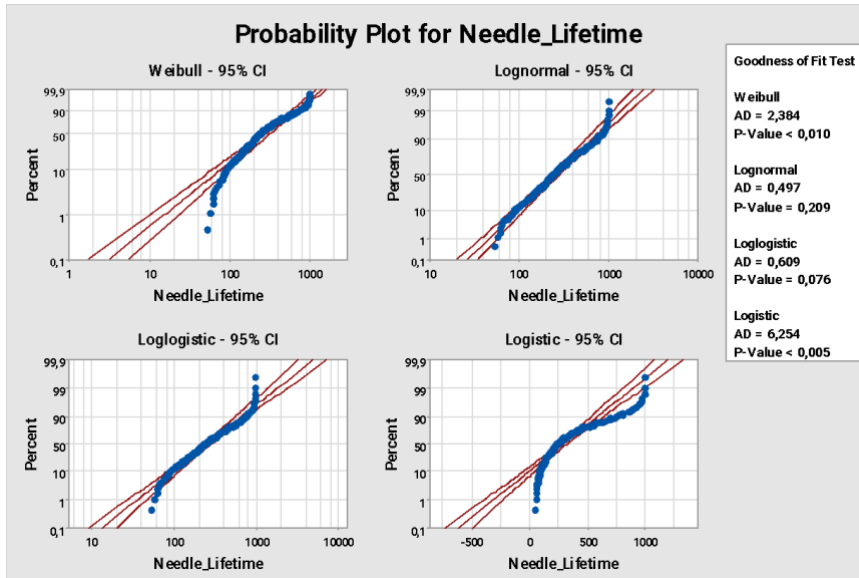 Probability Plot for Needle_Lifetime
Weibull - 95% CI
99,9
90
50
10
1
0,1
Percent
1 10 100 1000
Needle_Lifetime
Lognormal - 95% CI
99,9
99
90
50
10
1
0,1
Percent
10 100 1000 10000
Needle_Lifetime
Loglogistic - 95% CI
99,9
99
90
50
10
1
0,1
Percent
10 100 1000 10000
Needle_Lifetime
Logistic - 95% CI
99,9
99
90
50
10
1
0,1
Percent
-500 0 500 1000
Needle_Lifetime
Goodness of Fit Test
Weibull
AD = 2,384
P-Value < 0,010
Lognormal
AD = 0,497
P-Value = 0,209
Loglogistic
AD = 0,609
P-Value = 0,076
Logistic
AD = 6,254
P-Value < 0,005